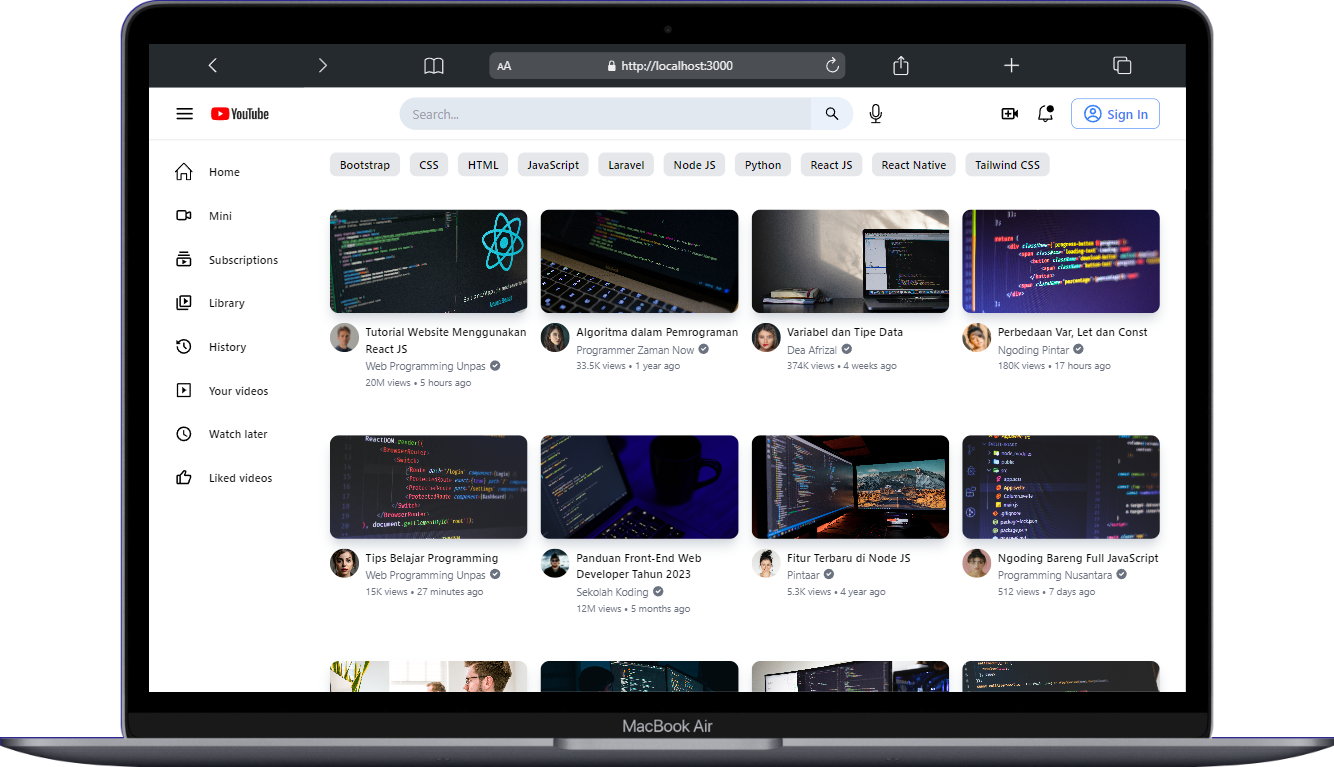 AA http://localhost:3000
YouTube Search... Sign In
Home
Mini
Subscriptions
Library
History
Your videos
Watch later
Liked videos
Bootstrap CSS HTML JavaScript Laravel Node JS Python React JS React Native Tailwind CSS
Tutorial Website Menggunakan
React JS
Web Programming Unpas
20M views • 5 hours ago
Algoritma dalam Pemrograman
Programmer Zaman Now
33.5K views • 1 year ago
Variabel dan Tipe Data
Dea Afrizal
374K views • 4 weeks ago
Perbedaan Var, Let dan Const
Ngoding Pintar
180K views • 17 hours ago
Tips Belajar Programming
Web Programming Unpas
15K views • 27 minutes ago
Panduan Front-End Web
Developer Tahun 2023
Sekolah Koding
12M views • 5 months ago
Fitur Terbaru di Node JS
Pintaar
5.3K views • 4 year ago
Ngoding Bareng Full JavaScript
Programming Nusantara
512 views • 7 days ago
MacBook Air